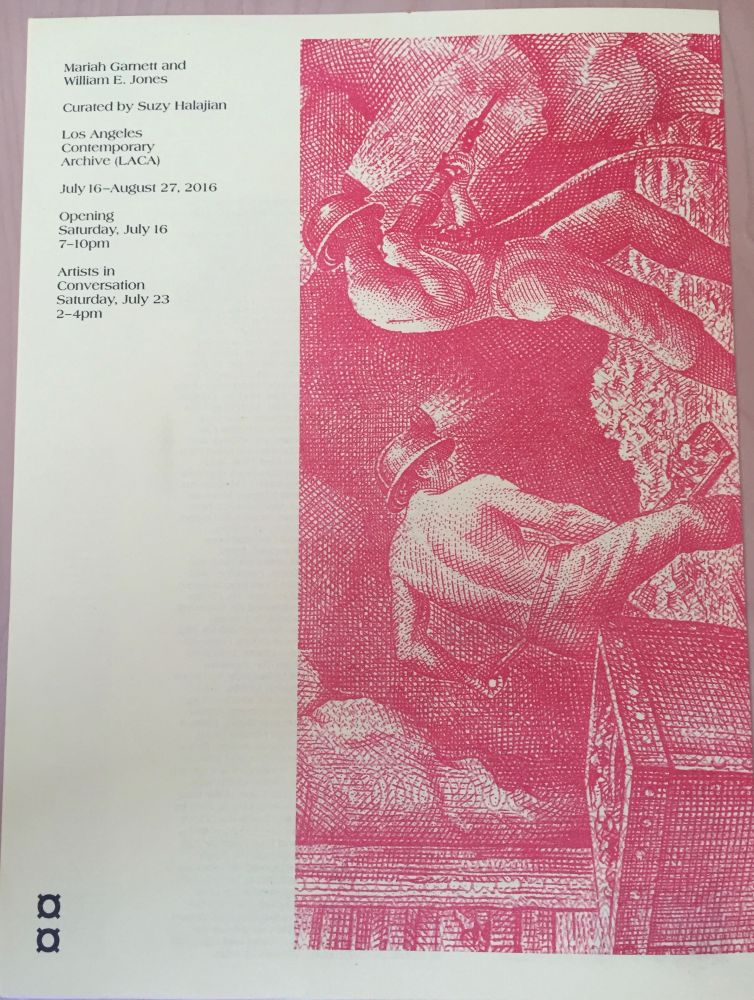 Mariah Garnett and
William E. Jones
Curated by Suzy Halajian
Los Angeles
Contemporary
Archive (LACA)
July 16–August 27, 2016
Opening
Saturday, July 16
7–10pm
Artists in
Conversation
Saturday, July 23
2–4pm
¤
¤